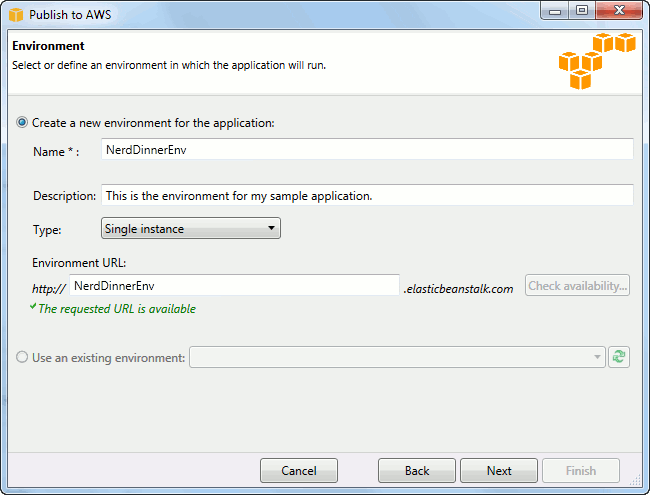 Publish to AWS
Environment
Select or define an environment in which the application will run.
Create a new environment for the application:
Name * : NerdDinnerEnv
Description: This is the environment for my sample application.
Type: Single instance
Environment URL:
http:// NerdDinnerEnv .elasticbeanstalk.com Check availability...
The requested URL is available
Use an existing environment:
Cancel Back Next Finish